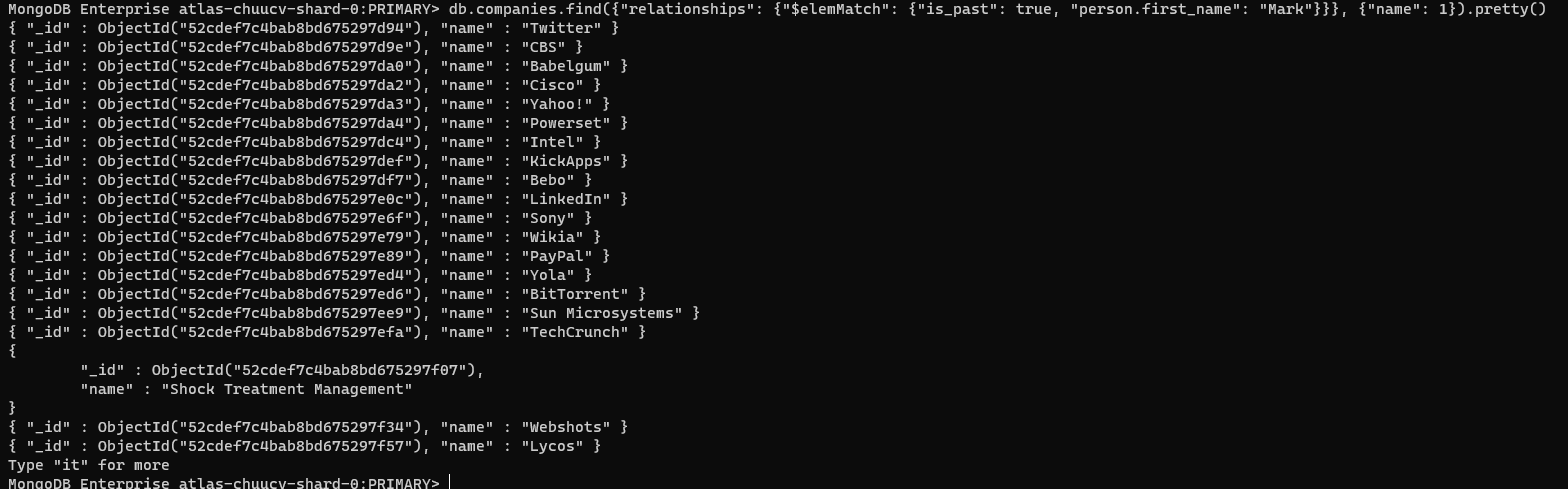 MongoDB Enterprise atlas-chuucv-shard-0:PRIMARY> db.companies.find({"relationships": {"$elemMatch": {"is_past": true, "person.first_name": "Mark"}}}, {"name": 1}).pretty()
{ "_id" : ObjectId("52cdef7c4bab8bd675297d94"), "name" : "Twitter" }
{ "_id" : ObjectId("52cdef7c4bab8bd675297d9e"), "name" : "CBS" }
{ "_id" : ObjectId("52cdef7c4bab8bd675297da0"), "name" : "Babelgum" }
{ "_id" : ObjectId("52cdef7c4bab8bd675297da2"), "name" : "Cisco" }
{ "_id" : ObjectId("52cdef7c4bab8bd675297da3"), "name" : "Yahoo!" }
{ "_id" : ObjectId("52cdef7c4bab8bd675297da4"), "name" : "Powerset" }
{ "_id" : ObjectId("52cdef7c4bab8bd675297dc4"), "name" : "Intel" }
{ "_id" : ObjectId("52cdef7c4bab8bd675297def"), "name" : "KickApps" }
{ "_id" : ObjectId("52cdef7c4bab8bd675297df7"), "name" : "Bebo" }
{ "_id" : ObjectId("52cdef7c4bab8bd675297e0c"), "name" : "LinkedIn" }
{ "_id" : ObjectId("52cdef7c4bab8bd675297e6f"), "name" : "Sony" }
{ "_id" : ObjectId("52cdef7c4bab8bd675297e79"), "name" : "Wikia" }
{ "_id" : ObjectId("52cdef7c4bab8bd675297e89"), "name" : "PayPal" }
{ "_id" : ObjectId("52cdef7c4bab8bd675297ed4"), "name" : "Yola" }
{ "_id" : ObjectId("52cdef7c4bab8bd675297ed6"), "name" : "BitTorrent" }
{ "_id" : ObjectId("52cdef7c4bab8bd675297ee9"), "name" : "Sun Microsystems" }
{ "_id" : ObjectId("52cdef7c4bab8bd675297efa"), "name" : "TechCrunch" }
{
        "_id" : ObjectId("52cdef7c4bab8bd675297f07"),
        "name" : "Shock Treatment Management"
}
{ "_id" : ObjectId("52cdef7c4bab8bd675297f34"), "name" : "Webshots" }
{ "_id" : ObjectId("52cdef7c4bab8bd675297f57"), "name" : "Lycos" }
Type "it" for more
MongoDB Enterprise atlas-chuucv-shard-0:PRIMARY>